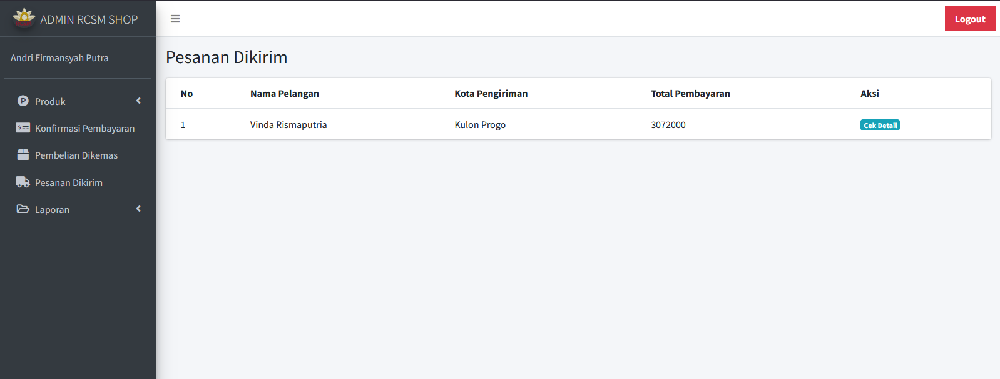 ADMIN RCSM SHOP
Logout
Andri Firmansyah Putra
Produk
Konfirmasi Pembayaran
Pembelian Dikemas
Pesanan Dikirim
Laporan
Pesanan Dikirim
No Nama Pelangan Kota Pengiriman Total Pembayaran Aksi
1 Vinda Rismaputria Kulon Progo 3072000 Cek Detail